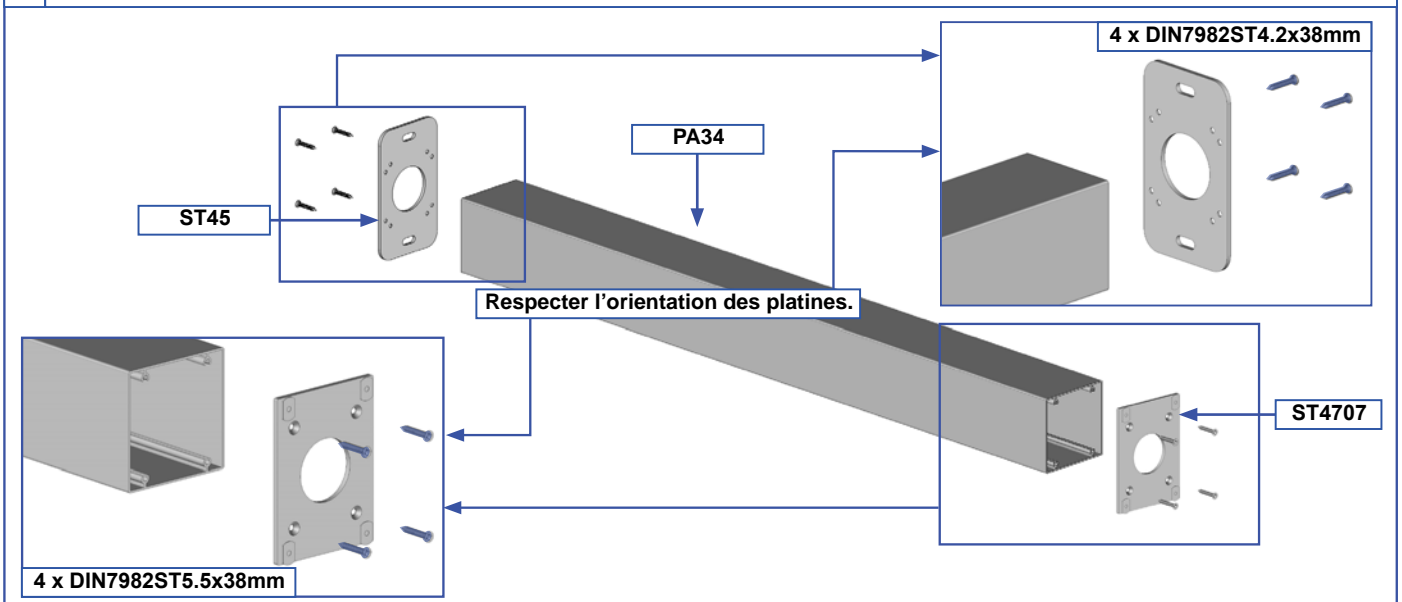 4 x DIN7982ST4.2x38mm
PA34
ST45
Respecter l’orientation des platines.
ST4707
4 x DIN7982ST5.5x38mm